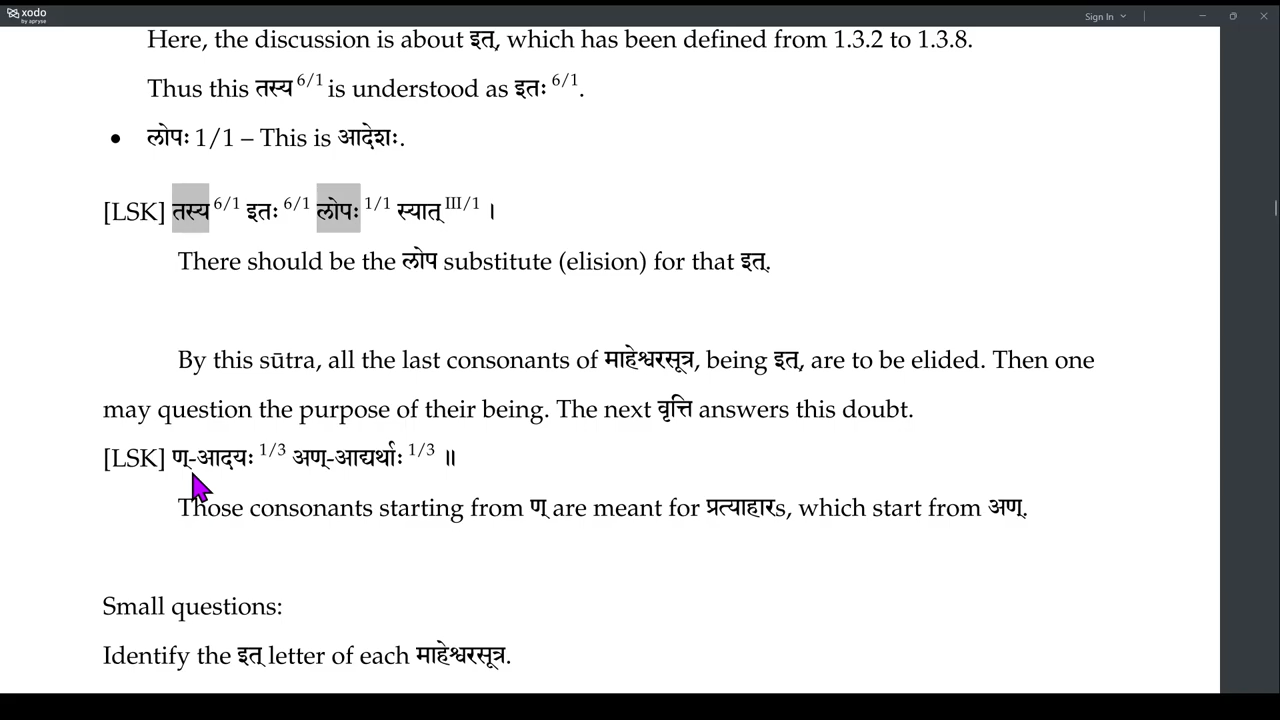 xodo
by apryse
Sign In
Here, the discussion is about इत्, which has been defined from 1.3.2 to 1.3.8.
Thus this तस्य 6/1 is understood as इतः 6/1.
• लोपः 1/1 – This is आदेशः.
[LSK] तस्य 6/1 इतः 6/1 लोपः 1/1 स्यात् III/1 ।
There should be the लोप substitute (elision) for that इत्.
By this sūtra, all the last consonants of माहेश्वरसूत्र, being इत्, are to be elided. Then one
may question the purpose of their being. The next वृत्ति answers this doubt.
[LSK] ण्-आदयः 1/3 अण्-आद्यर्थाः 1/3 ॥
Those consonants starting from ण् are meant for प्रत्याहारs, which start from अण्.
Small questions:
Identify the इत् letter of each माहेश्वरसूत्र.